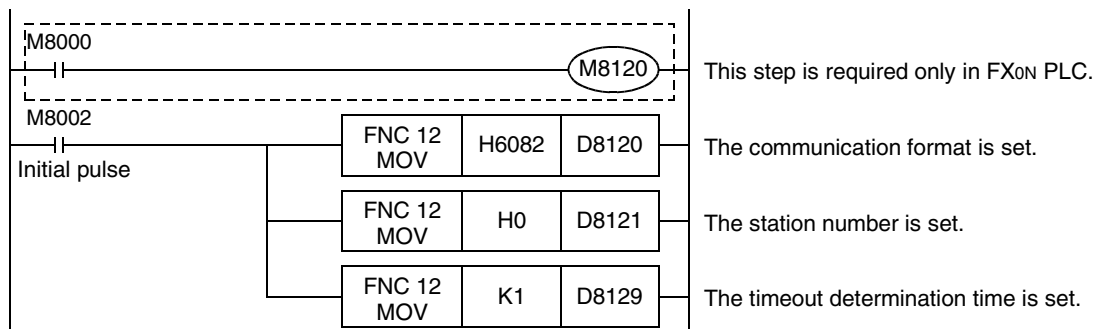 M8000
M8120
This step is required only in FX0N PLC.
M8002
Initial pulse
FNC 12
MOV
H6082
D8120
The communication format is set.
FNC 12
MOV
H0
D8121
The station number is set.
FNC 12
MOV
K1
D8129
The timeout determination time is set.